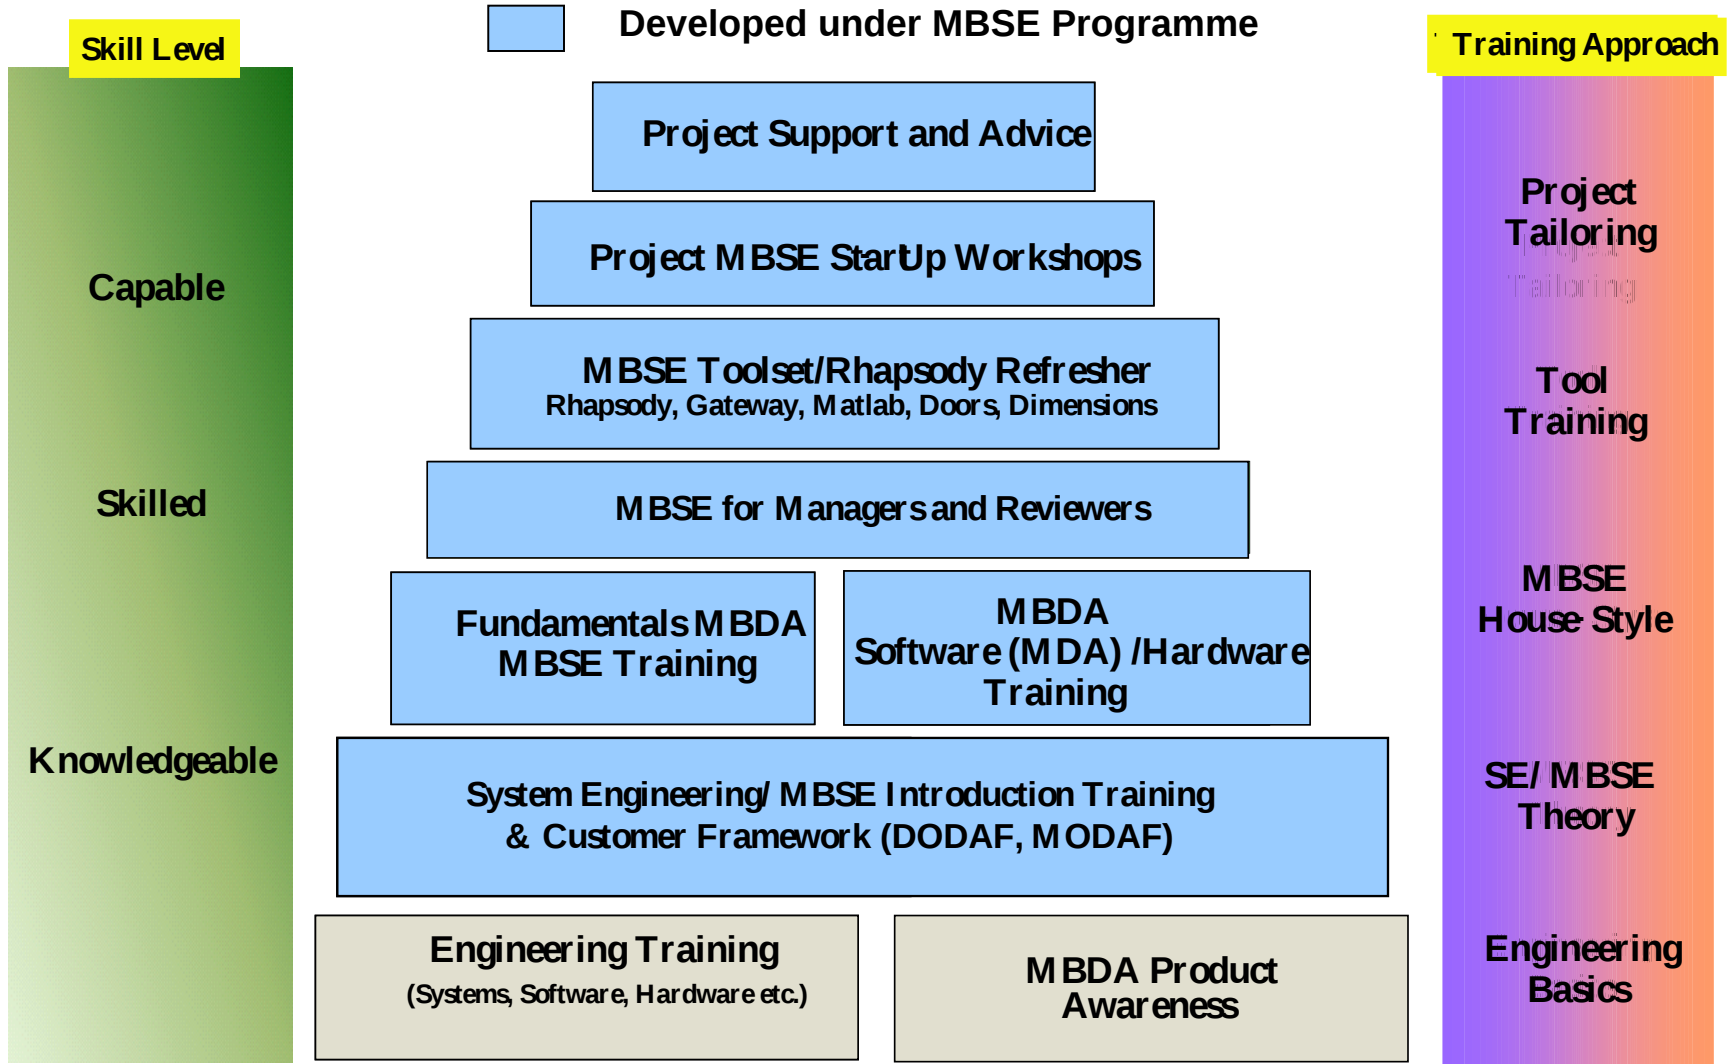 Developed under MBSE Programme
Skill Level
Training Approach
Project Support and Advice
Project
Tailoring
Tailoring
Project MBSE StartUp Workshops
Capable
MBSE Toolset/Rhapsody Refresher
Rhapsody, Gateway, Matlab, Doors, Dimensions
Tool
Training
Skilled
MBSE for Managers and Reviewers
Fundamentals MBDA
MBSE Training
MBDA
Software (MDA) /Hardware
Training
MBSE
House-Style
Knowledgeable
System Engineering/ MBSE Introduction Training
& Customer Framework (DODAF, MODAF)
SE/ MBSE
Theory
Engineering Training
(Systems, Software, Hardware etc.)
MBDA Product
Awareness
Engineering
Basics